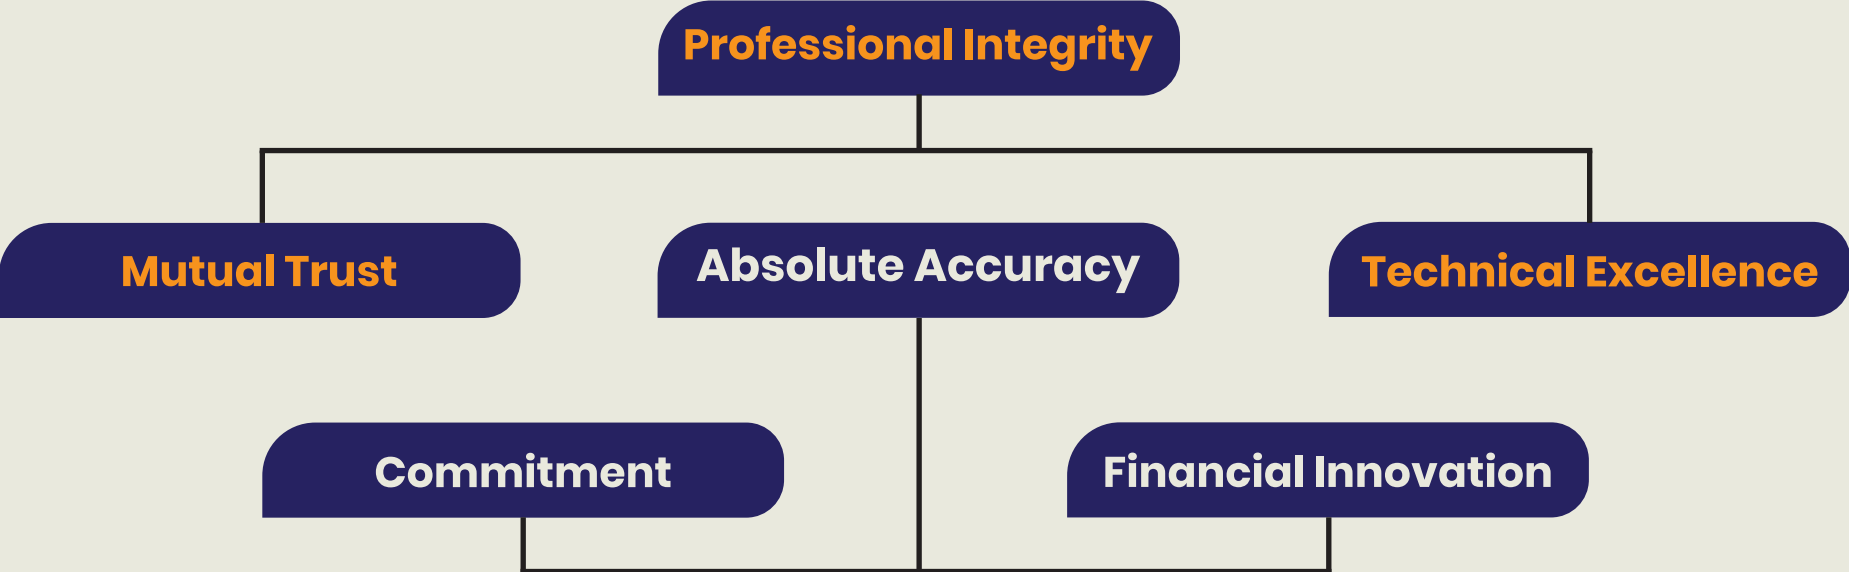 Professional Integrity
Mutual Trust
Absolute Accuracy
Technical Excellence
Commitment
Financial Innovation